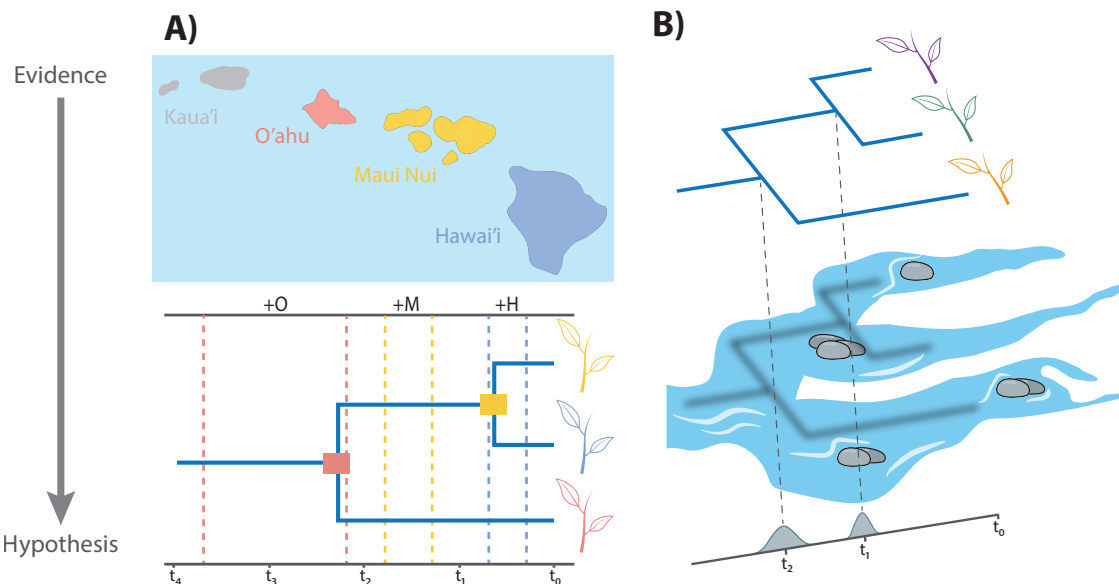 A)
B)
Evidence
Hypothesis
Kaua'i
O'ahu
Maui Nui
Hawai'i
+O
+M
+H
t4
t3
t2
t1
t0
t2
t1
t0